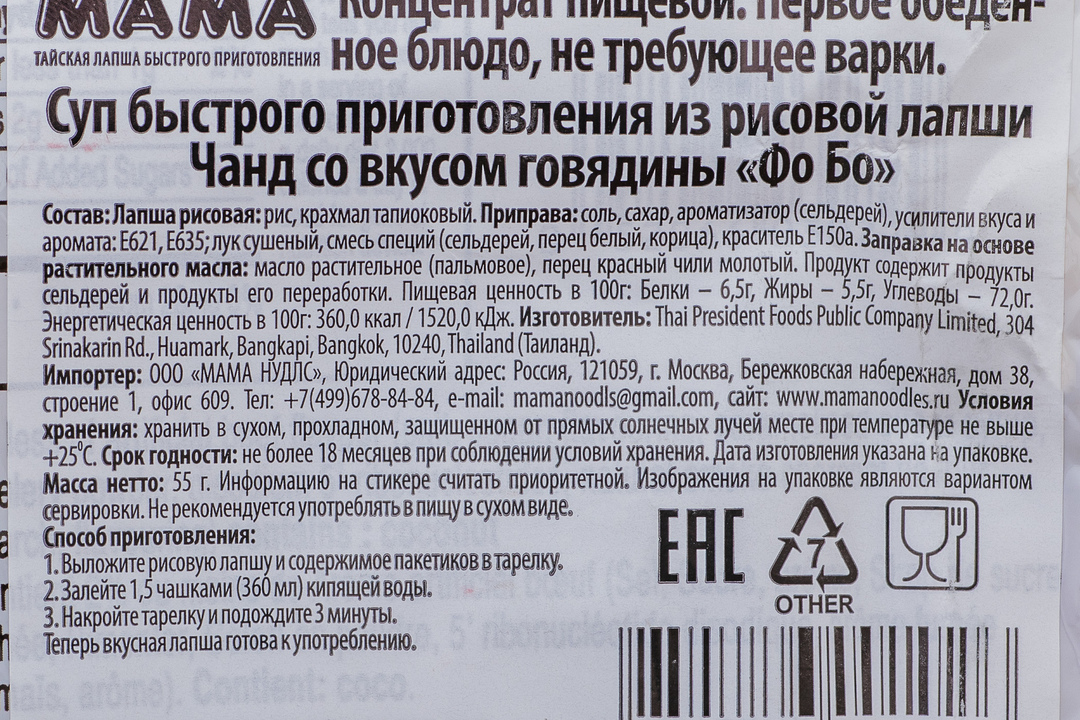 МАМА
ТАЙСКАЯ ЛАПША БЫСТРОГО ПРИГОТОВЛЕНИЯ
Концентрат пищевой. Первое обеден-
ное блюдо, не требующее варки.
Суп быстрого приготовления из рисовой лапши
Чанд со вкусом говядины «Фо Бо»
Состав: Лапша рисовая: рис, крахмал тапиоковый. Приправа: соль, сахар, ароматизатор (сельдерей), усилители вкуса и
аромата: Е621, Е635; лук сушеный, смесь специй (сельдерей, перец белый, корица), краситель Е150а. Заправка на основе
растительного масла: масло растительное (пальмовое), перец красный чили молотый. Продукт содержит продукты
сельдерей и продукты его переработки. Пищевая ценность в 100г: Белки – 6,5г, Жиры – 5,5г, Углеводы – 72,0г.
Энергетическая ценность в 100г: 360,0 ккал / 1520,0 кДж. Изготовитель: Thai President Foods Public Company Limited, 304
Srinakarin Rd., Huamark, Bangkapi, Bangkok, 10240, Thailand (Таиланд).
Импортер: ООО «МАМА НУДЛС», Юридический адрес: Россия, 121059, г. Москва, Бережковская набережная, дом 38,
строение 1, офис 609. Тел: +7(499)678-84-84, e-mail: mamanoodls@gmail.com, сайт: www.mamanoodles.ru Условия
хранения: хранить в сухом, прохладном, защищенном от прямых солнечных лучей месте при температуре не выше
+25°С. Срок годности: не более 18 месяцев при соблюдении условий хранения. Дата изготовления указана на упаковке.
Масса нетто: 55 г. Информацию на стикере считать приоритетной. Изображения на упаковке являются вариантом
сервировки. Не рекомендуется употреблять в пищу в сухом виде.
Способ приготовления:
1. Выложите рисовую лапшу и содержимое пакетиков в тарелку.
2. Залейте 1,5 чашками (360 мл) кипящей воды.
3. Накройте тарелку и подождите 3 минуты.
Теперь вкусная лапша готова к употреблению.
EAC
7
OTHER